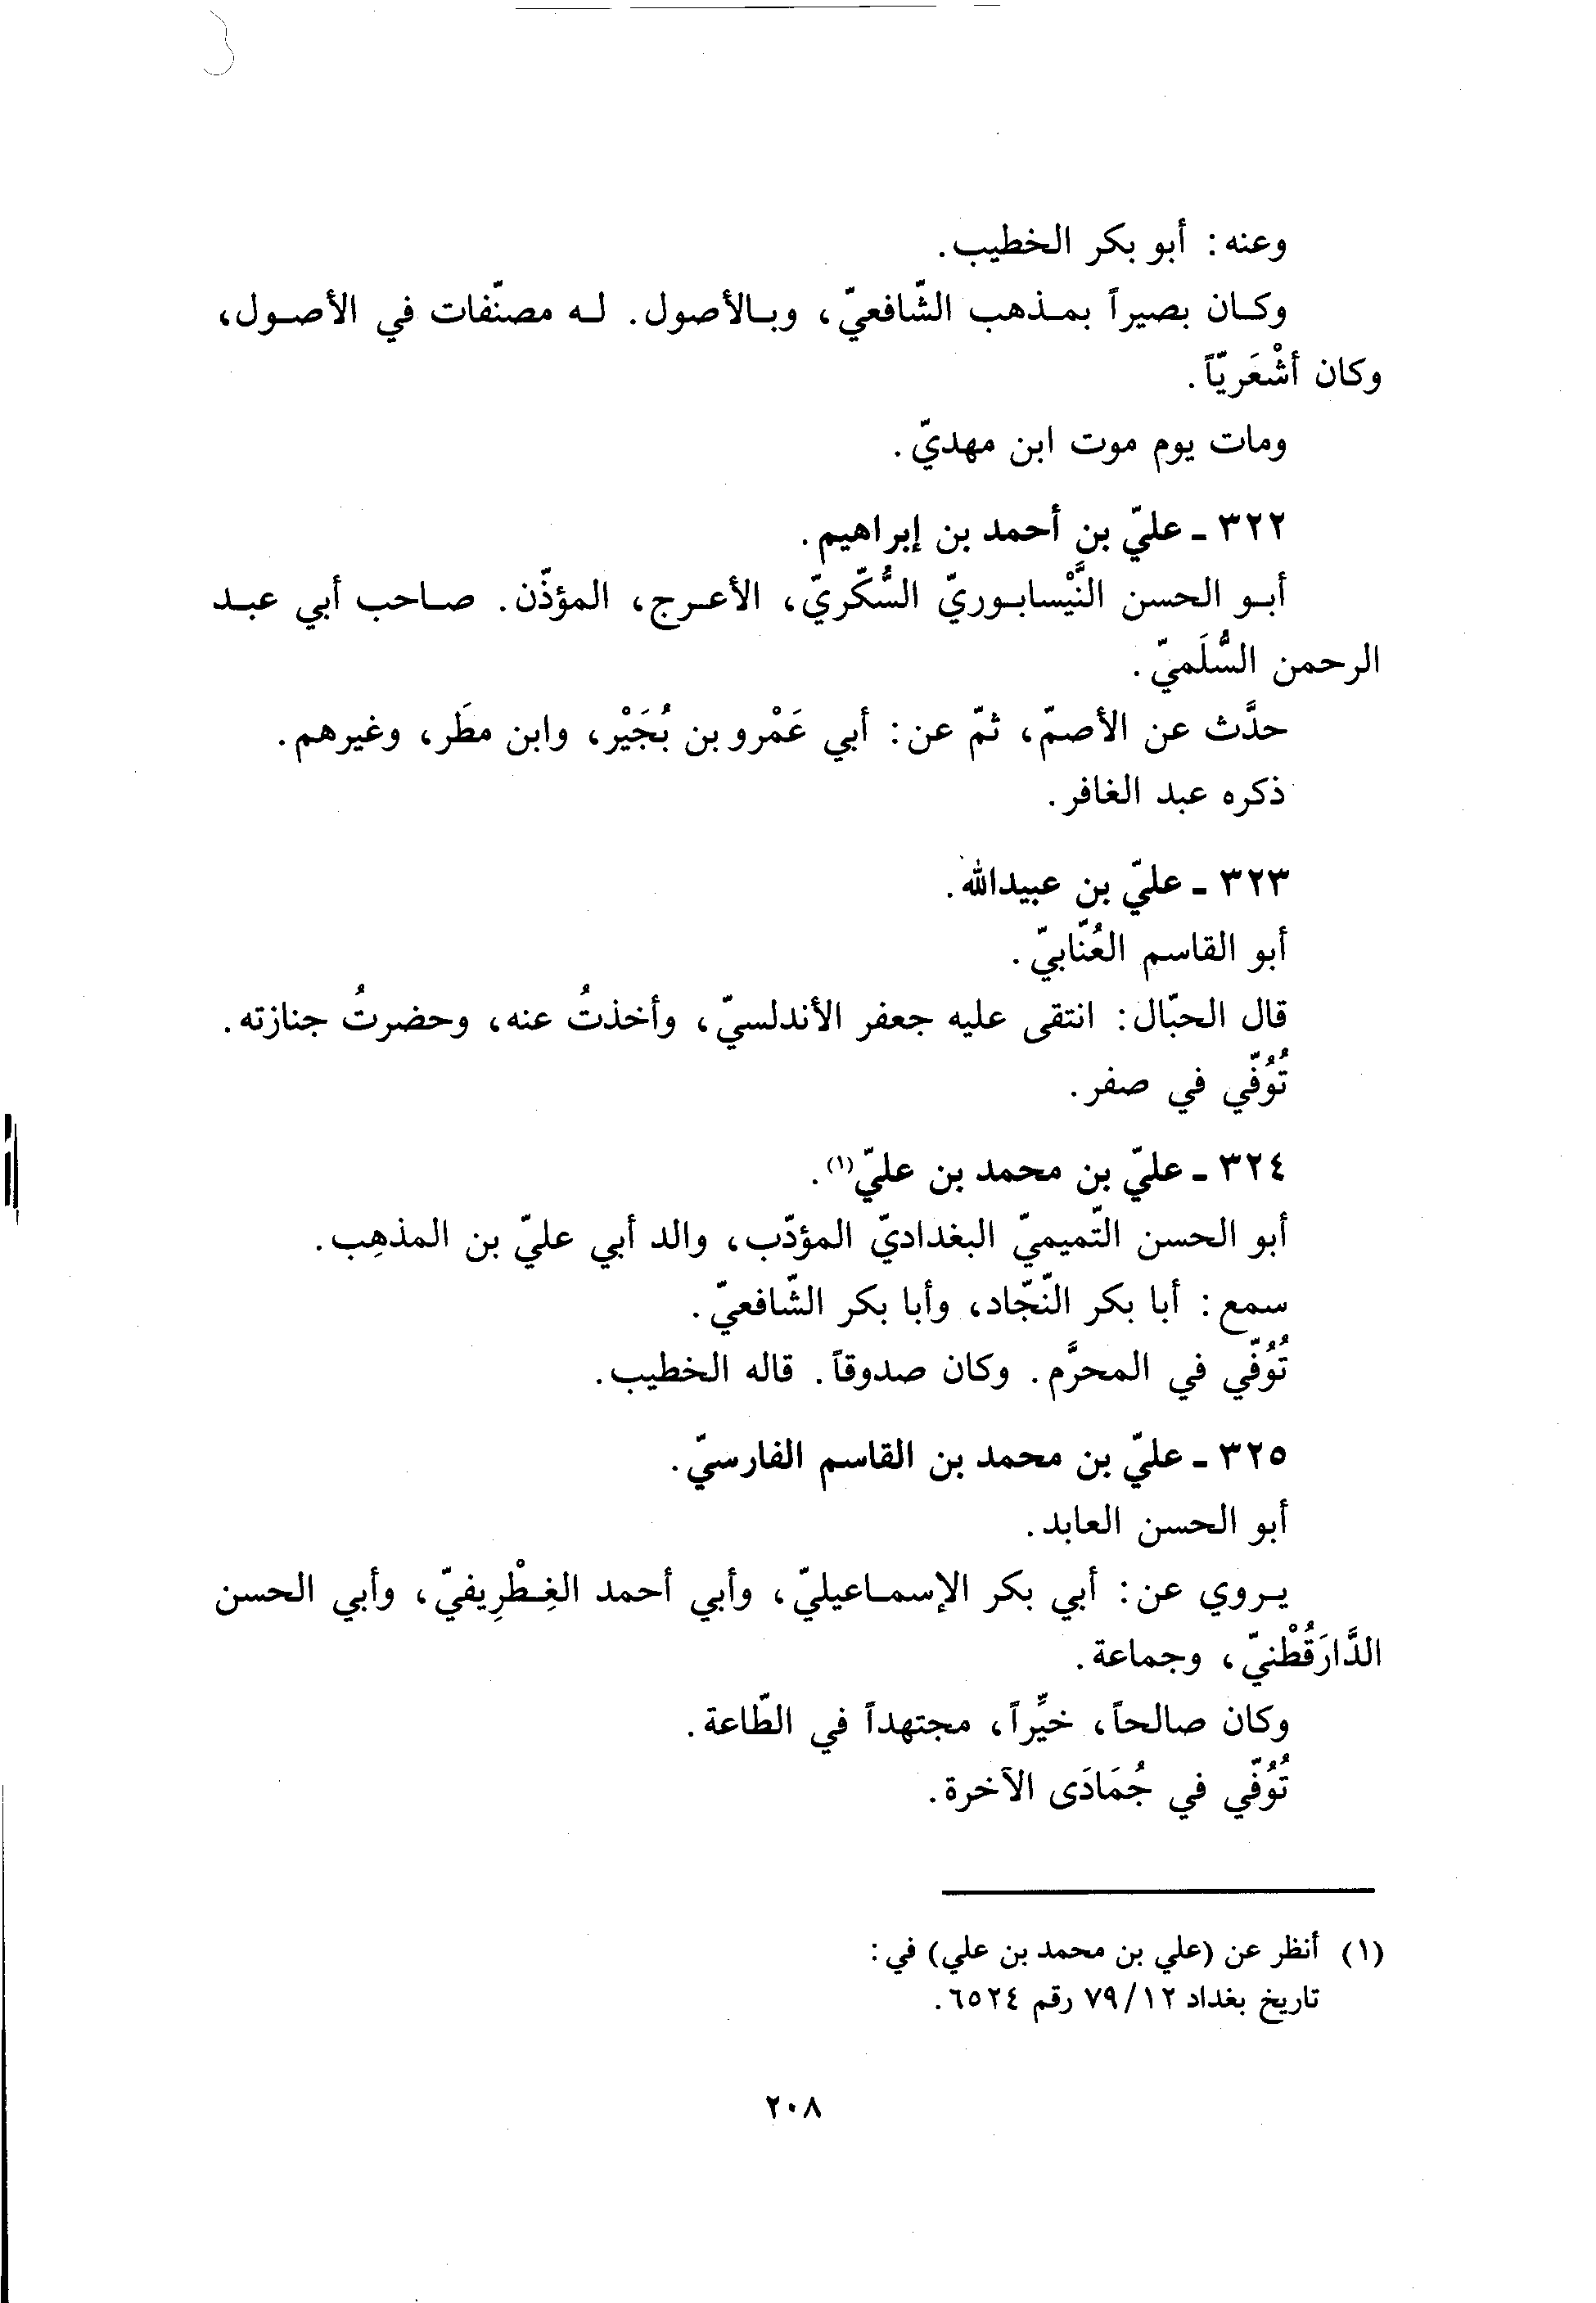 وعنه: أبو بكر الخطيب.
وكان بصيراً بمذهب الشّافعيّ، وبالأصول. له مصنّفات في الأصول،
وكان أشْعَريّاً.
ومات يوم موت ابن مهديّ.
٣٢٢ ـ عليّ بن أحمد بن إبراهيم.
أبو الحسن النَّيْسابوريّ السُّكّريّ، الأعرج، المؤذّن. صاحب أبي عبد
الرحمن السُّلَميّ.
حدَّث عن الأصمّ، ثمّ عن: أبي عَمْرو بن بُجَيْر، وابن مطَر، وغيرهم.
ذكره عبد الغافر.
٣٢٣ ـ عليّ بن عبيدالله.
أبو القاسم العُنّابيّ.
قال الحبّال: انتقى عليه جعفر الأندلسيّ، وأخذتُ عنه، وحضرتُ جنازته.
تُوُفّي في صفر.
٣٢٤ ـ عليّ بن محمد بن عليّ(١).
أبو الحسن التّميميّ البغداديّ المؤدّب، والد أبي عليّ بن المذهِب.
سمع: أبا بكر النّجّاد، وأبا بكر الشّافعيّ.
تُوُفّي في المحرَّم. وكان صدوقاً. قاله الخطيب.
٣٢٥ ـ عليّ بن محمد بن القاسم الفارسيّ.
أبو الحسن العابد.
يروي عن: أبي بكر الإسماعيليّ، وأبي أحمد الغِطْرِيفيّ، وأبي الحسن
الدَّارَقُطْنيّ، وجماعة.
وكان صالحاً، خيِّراً، مجتهداً في الطّاعة.
تُوُفّي في جُمَادَى الآخرة.
(١) أنظر عن (علي بن محمد بن علي) في:
تاريخ بغداد ٧٩/١٢ رقم ٦٥٢٤.
٢٠٨